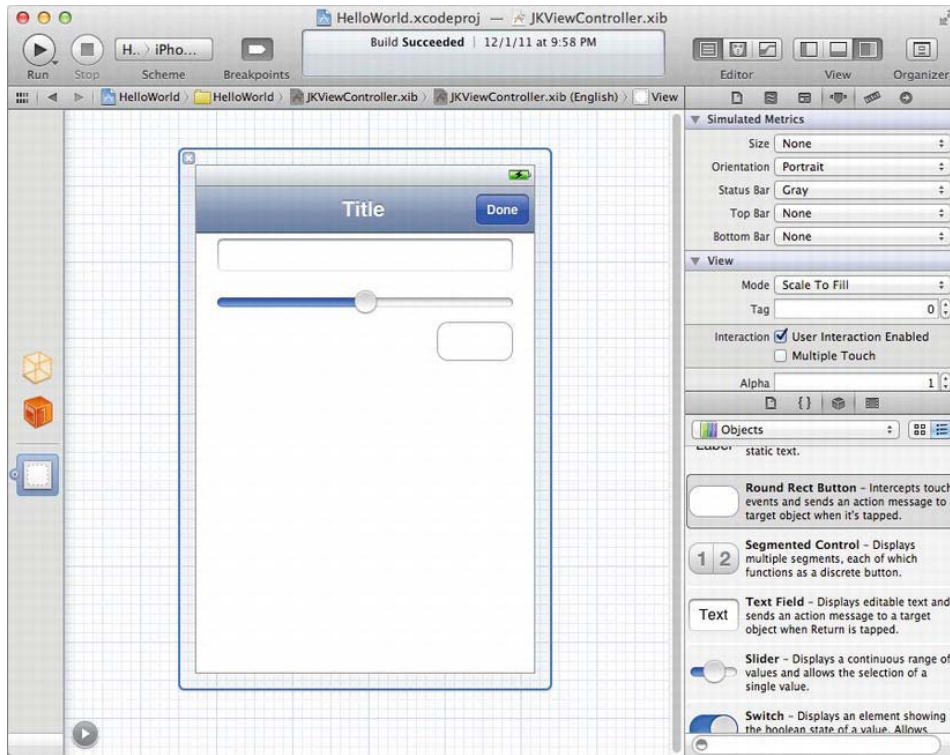 HelloWorld.xcodeproj — JKViewController.xib
Build Succeeded | 12/1/11 at 9:58 PM
H.. › iPho...
Run Stop Scheme Breakpoints Editor View Organizer
HelloWorld › HelloWorld › JKViewController.xib › JKViewController.xib (English) › View
Title
Done
Simulated Metrics
Size None
Orientation Portrait
Status Bar Gray
Top Bar None
Bottom Bar None
View
Mode Scale To Fill
Tag 0
Interaction User Interaction Enabled
Multiple Touch
Alpha 1
{}
Objects
static text.
Round Rect Button – Intercepts touch
events and sends an action message to
target object when it's tapped.
1 2
Segmented Control – Displays
multiple segments, each of which
functions as a discrete button.
Text
Text Field – Displays editable text and
sends an action message to a target
object when Return is tapped.
Slider – Displays a continuous range of
values and allows the selection of a
single value.
Switch – Displays an element showing
the boolean state of a value. Allows